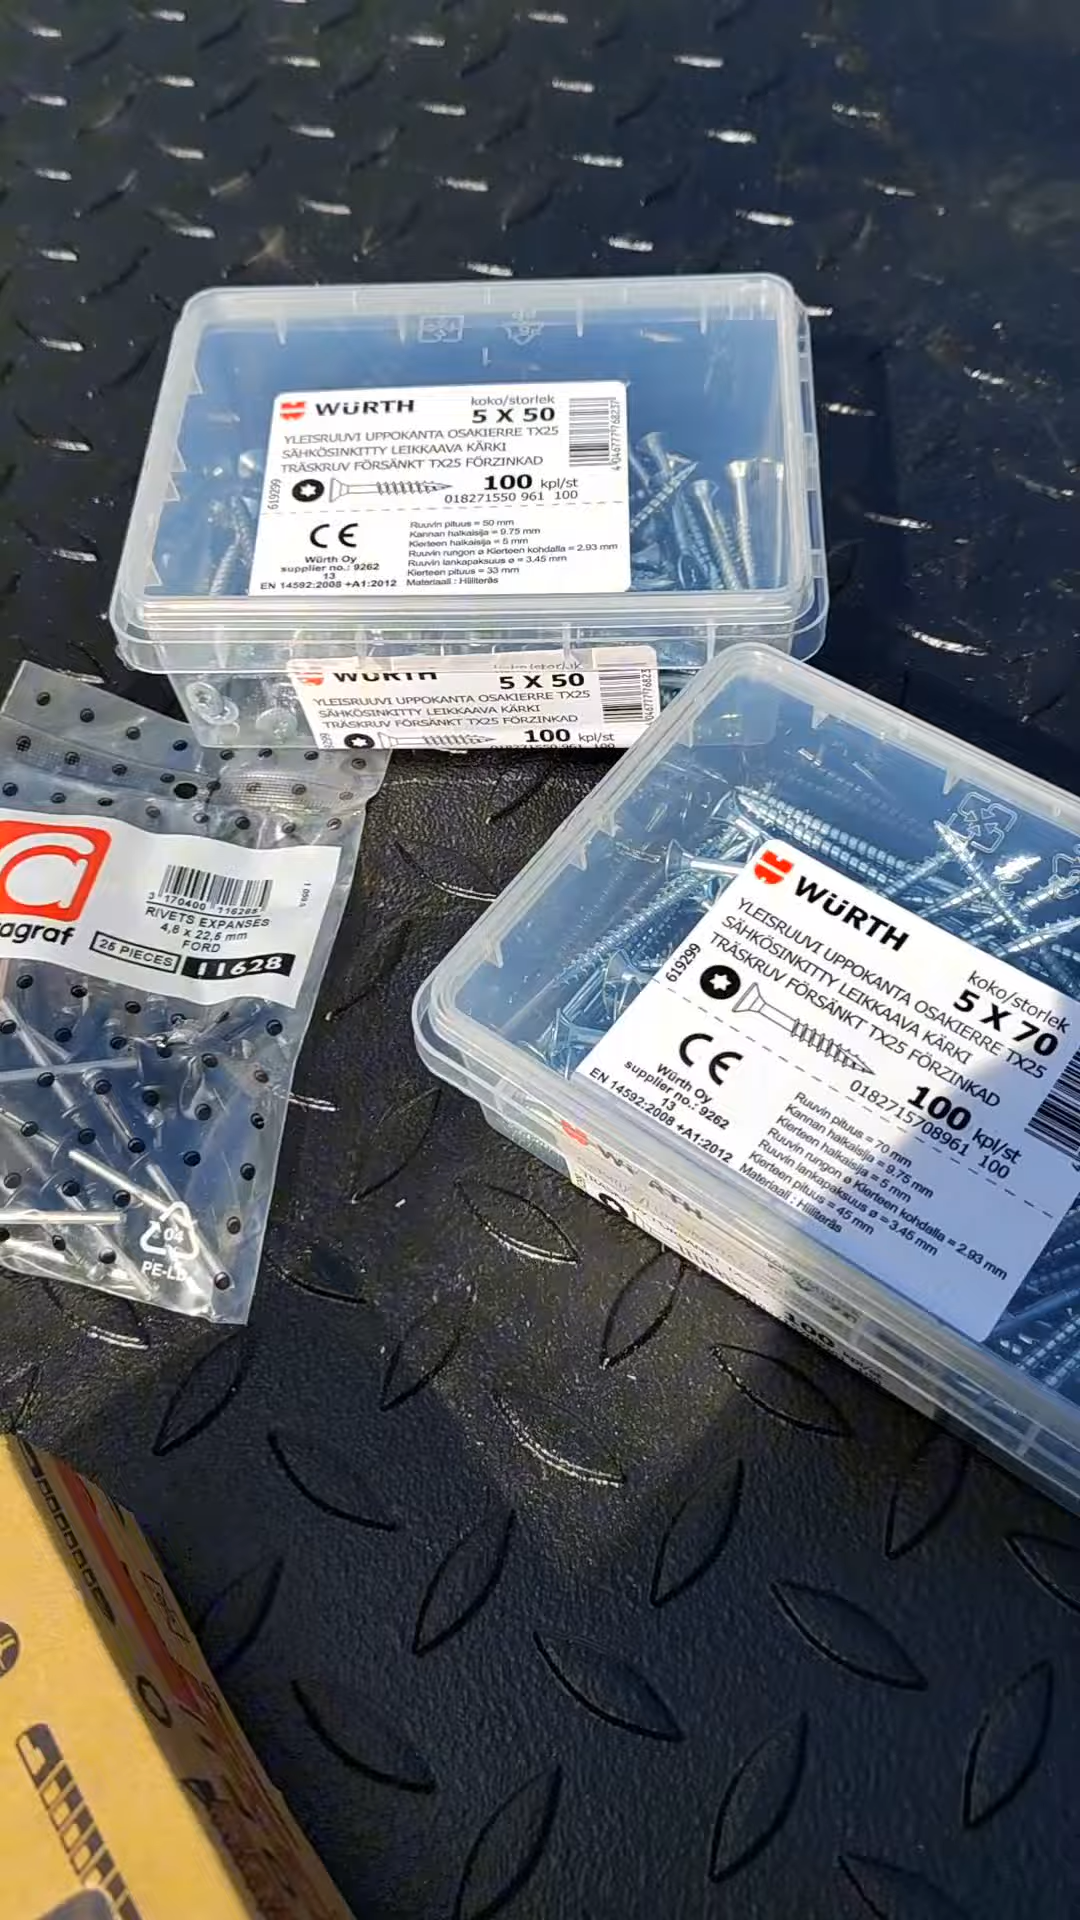 WÜRTH
koko/storlek
5 X 50
YLEISRUUVI UPPOKANTA OSAKIERRE TX25
SÄHKÖSINKITTY LEIKKAAVA KÄRKI
TRÄSKRUV FÖRSÄNKT TX25 FÖRZINKAD
100 kpl/st
018271550 961 100
619299
CE
Würth Oy
supplier no.: 9262
13
EN 14592:2008 +A1:2012
Ruuvin pituus = 50 mm
Kannan halkaisija = 9.75 mm
Kierteen halkaisija = 5 mm
Ruuvin rungon ø Kierteen kohdalla = 2.93 mm
Ruuvin lankapaksuus ø = 3.45 mm
Kierteen pituus = 33 mm
Materiaali : Hiiliteräs
WÜRTH
5 X 50
YLEISRUUVI UPPOKANTA OSAKIERRE TX25
SÄHKÖSINKITTY LEIKKAAVA KÄRKI
TRÄSKRUV FÖRSÄNKT TX25 FÖRZINKAD
100 kpl/st
018271550 961 100
agraf
RIVETS EXPANSES
4,8 x 22,5 mm
FORD
25 PIECES
11628
04
PE-LD
WÜRTH
koko/storlek
5 X 70
YLEISRUUVI UPPOKANTA OSAKIERRE TX25
SÄHKÖSINKITTY LEIKKAAVA KÄRKI
TRÄSKRUV FÖRSÄNKT TX25 FÖRZINKAD
100 kpl/st
0182715708961 100
619299
CE
Würth Oy
supplier no.: 9262
13
EN 14592:2008 +A1:2012
Ruuvin pituus = 70 mm
Kannan halkaisija = 9.75 mm
Kierteen halkaisija = 5 mm
Ruuvin rungon ø Kierteen kohdalla = 2.93 mm
Ruuvin lankapaksuus ø = 3.45 mm
Kierteen pituus = 45 mm
Materiaali : Hiiliteräs
100